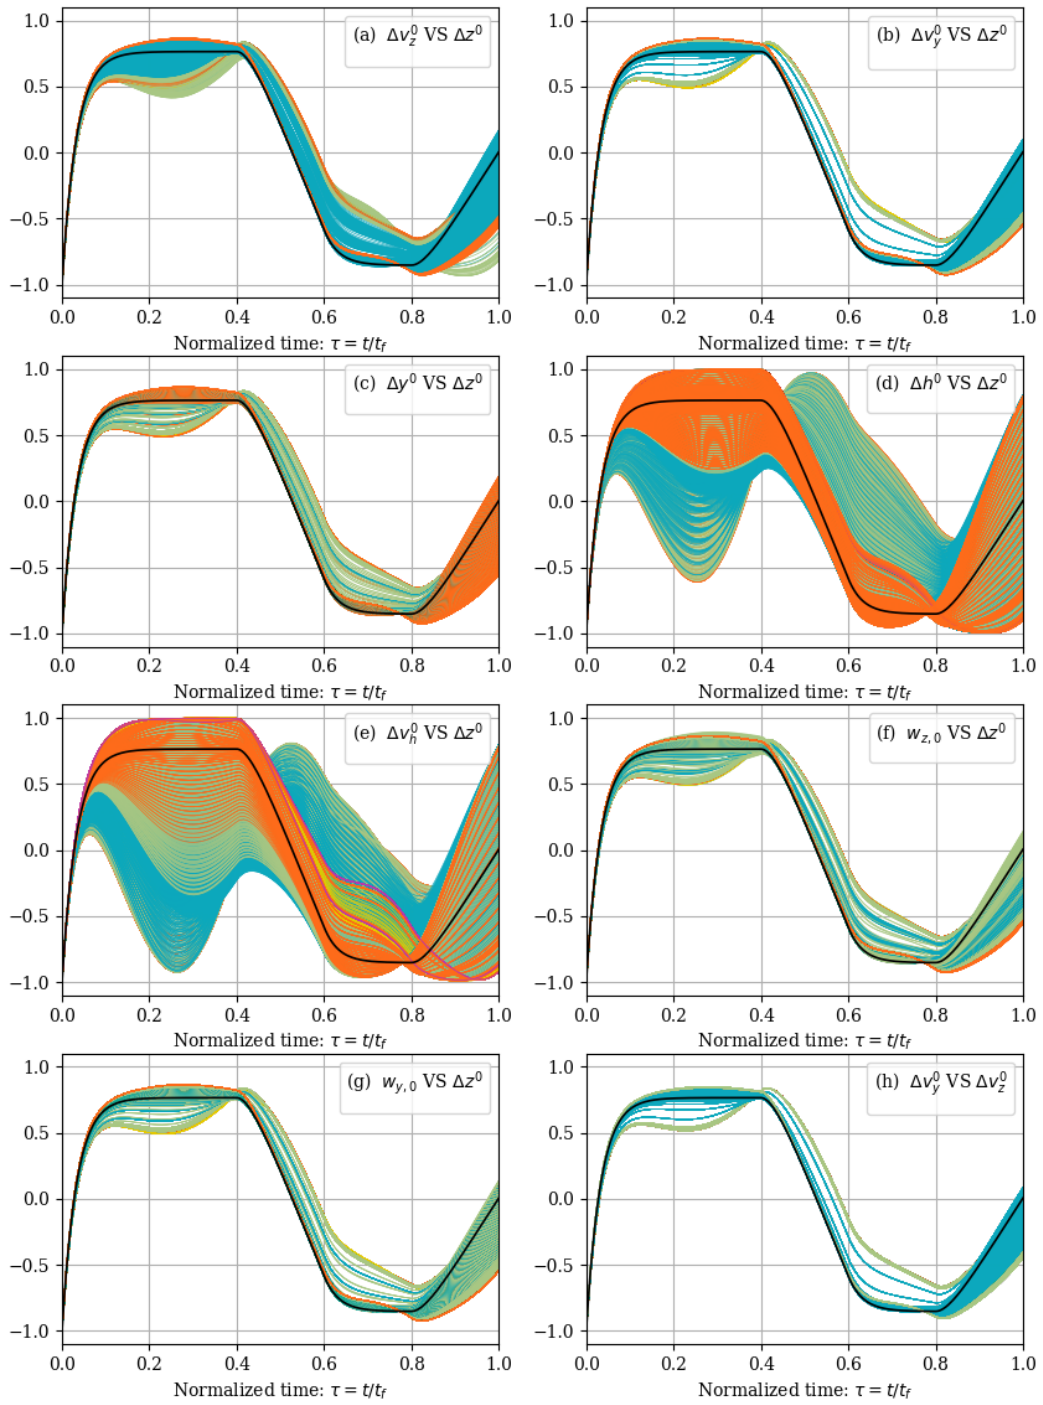 (a) Δv_z^0 VS Δz^0
1.0
0.5
0.0
−0.5
−1.0
0.0 0.2 0.4 0.6 0.8 1.0
Normalized time: τ = t/t_f
(b) Δv_y^0 VS Δz^0
1.0
0.5
0.0
−0.5
−1.0
0.0 0.2 0.4 0.6 0.8 1.0
Normalized time: τ = t/t_f
(c) Δy^0 VS Δz^0
1.0
0.5
0.0
−0.5
−1.0
0.0 0.2 0.4 0.6 0.8 1.0
Normalized time: τ = t/t_f
(d) Δh^0 VS Δz^0
1.0
0.5
0.0
−0.5
−1.0
0.0 0.2 0.4 0.6 0.8 1.0
Normalized time: τ = t/t_f
(e) Δv_h^0 VS Δz^0
1.0
0.5
0.0
−0.5
−1.0
0.0 0.2 0.4 0.6 0.8 1.0
Normalized time: τ = t/t_f
(f) w_{z,0} VS Δz^0
1.0
0.5
0.0
−0.5
−1.0
0.0 0.2 0.4 0.6 0.8 1.0
Normalized time: τ = t/t_f
(g) w_{y,0} VS Δz^0
1.0
0.5
0.0
−0.5
−1.0
0.0 0.2 0.4 0.6 0.8 1.0
Normalized time: τ = t/t_f
(h) Δv_y^0 VS Δv_z^0
1.0
0.5
0.0
−0.5
−1.0
0.0 0.2 0.4 0.6 0.8 1.0
Normalized time: τ = t/t_f